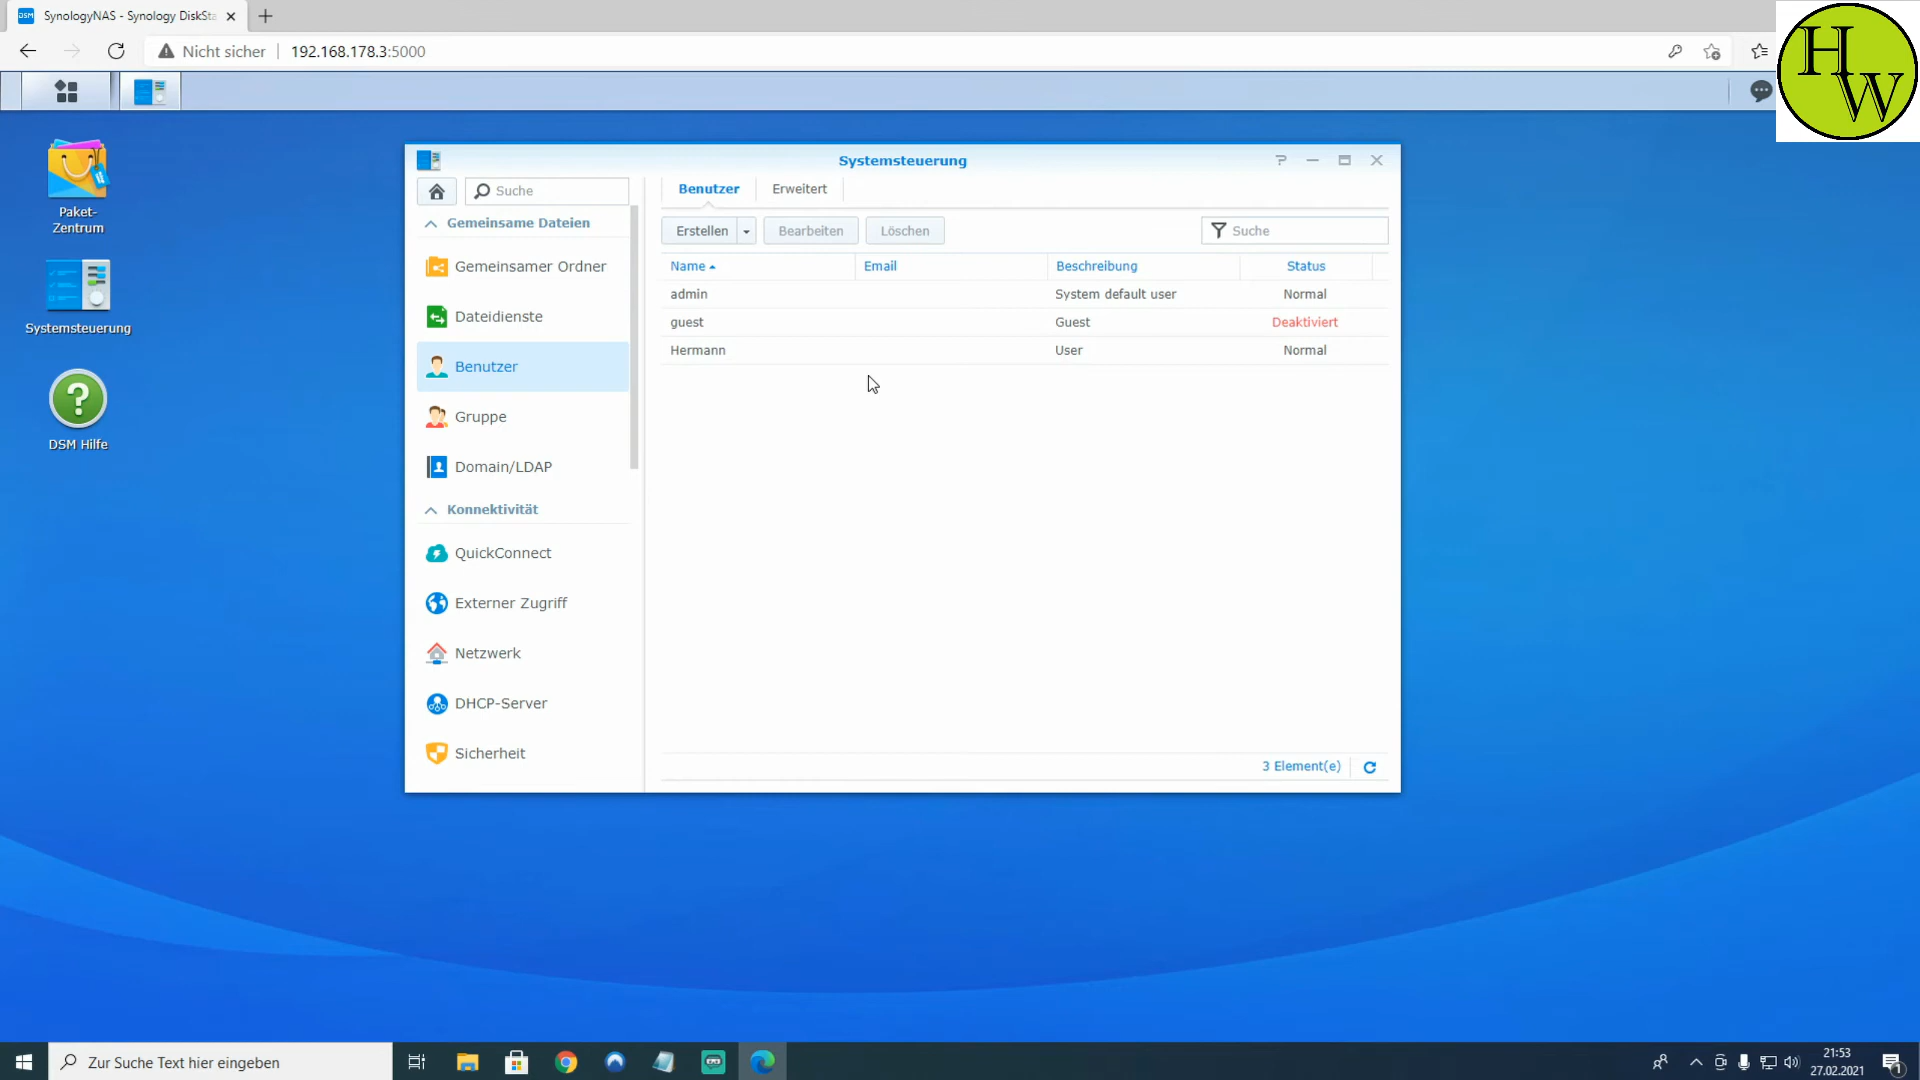 SynologyNAS - Synology DiskSta
Nicht sicher
192.168.178.3:5000
HW
Paket-
Zentrum
Systemsteuerung
DSM Hilfe
Systemsteuerung
Suche
Gemeinsame Dateien
Gemeinsamer Ordner
Dateidienste
Benutzer
Gruppe
Domain/LDAP
Konnektivität
QuickConnect
Externer Zugriff
Netzwerk
DHCP-Server
Sicherheit
Benutzer Erweitert
Erstellen Bearbeiten Löschen Suche
Name Email Beschreibung Status
admin System default user Normal
guest Guest Deaktiviert
Hermann User Normal
3 Element(e)
Zur Suche Text hier eingeben
21:53
27.02.2021
1